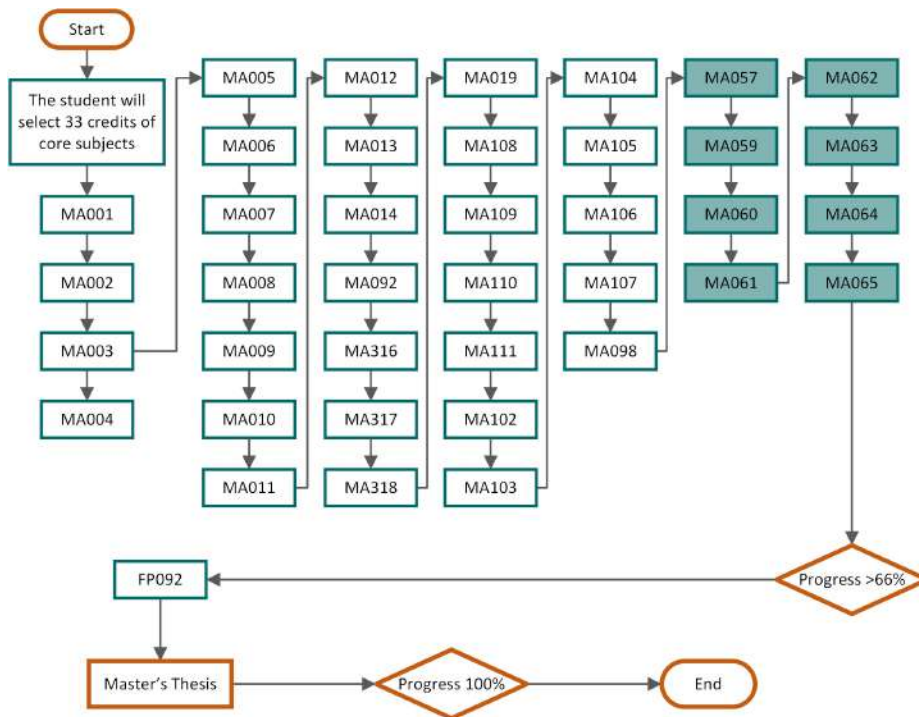 Start
The student will
select 33 credits of
core subjects
MA001
MA002
MA003
MA004
MA005
MA006
MA007
MA008
MA009
MA010
MA011
MA012
MA013
MA014
MA092
MA316
MA317
MA318
MA019
MA108
MA109
MA110
MA111
MA102
MA103
MA104
MA105
MA106
MA107
MA098
MA057
MA059
MA060
MA061
MA062
MA063
MA064
MA065
Progress >66%
FP092
Master's Thesis
Progress 100%
End